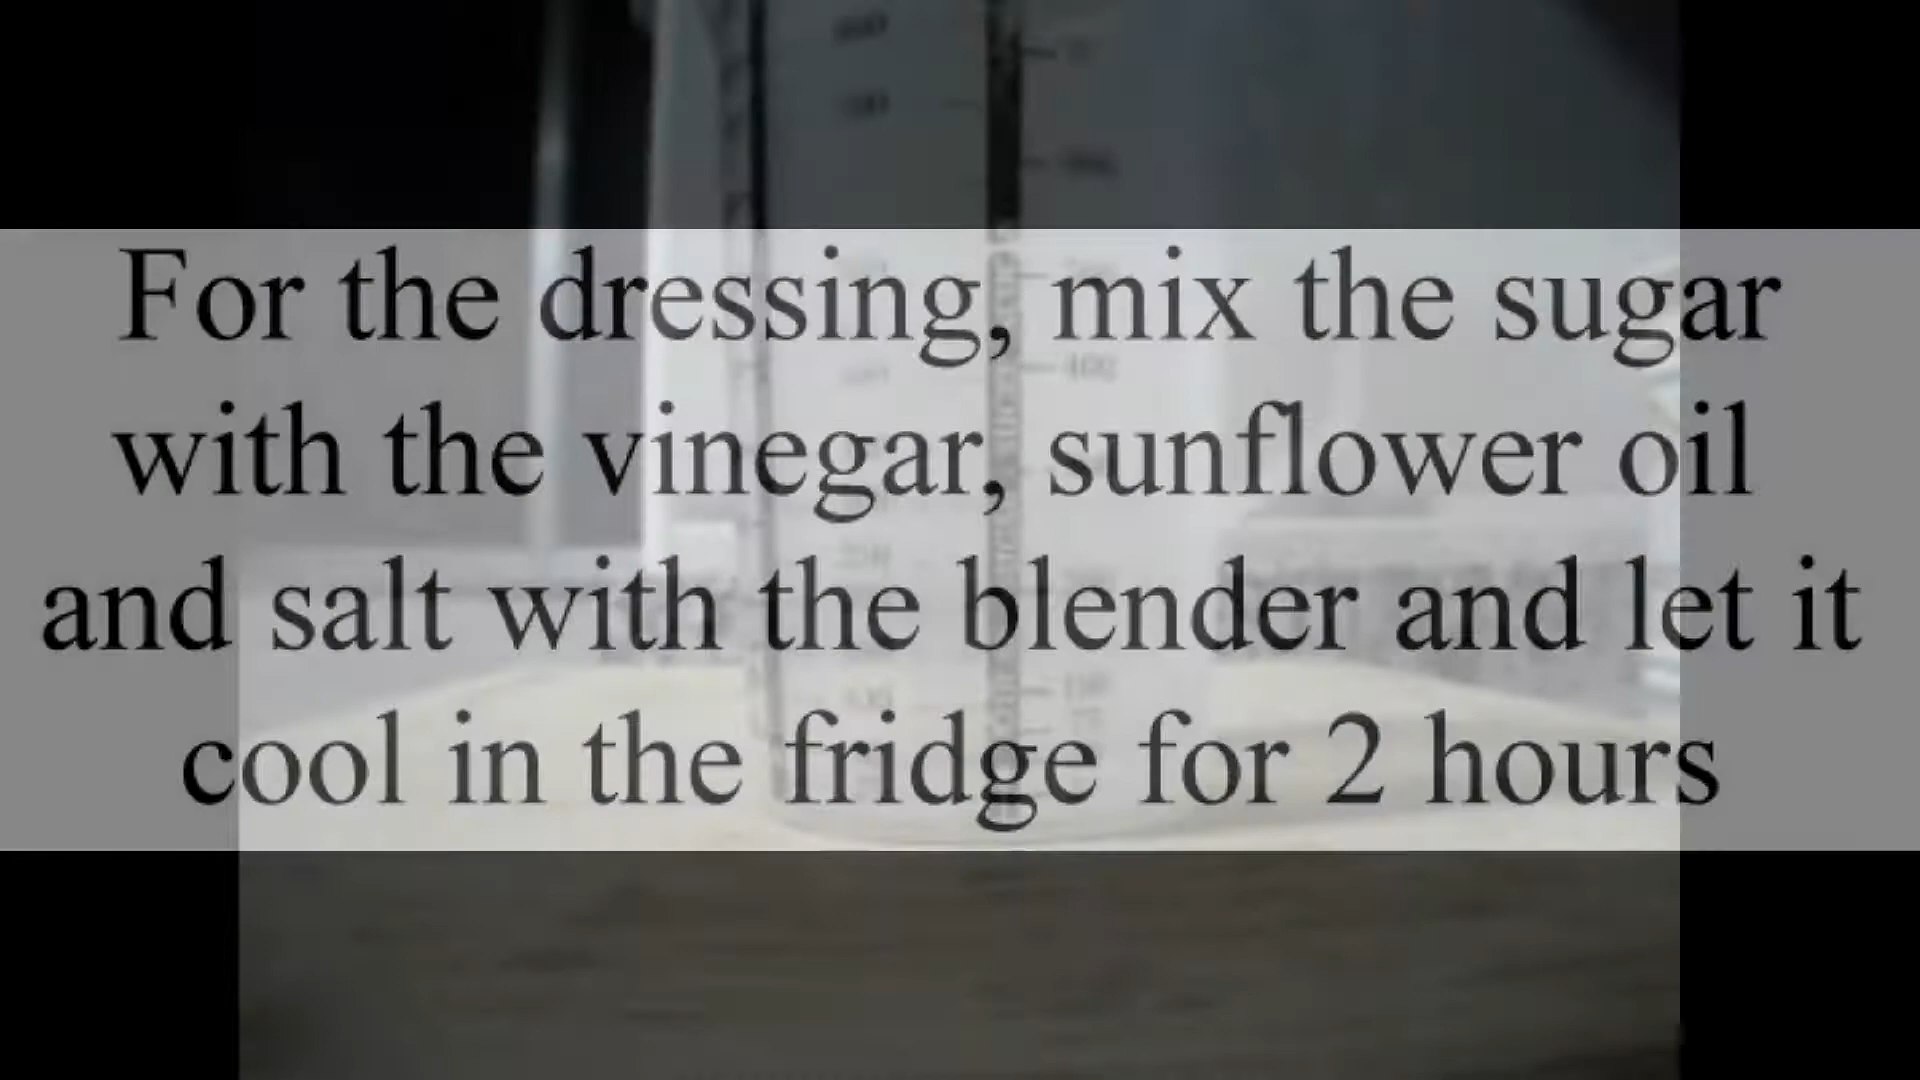 For the dressing, mix the sugar
with the vinegar, sunflower oil
and salt with the blender and let it
cool in the fridge for 2 hours